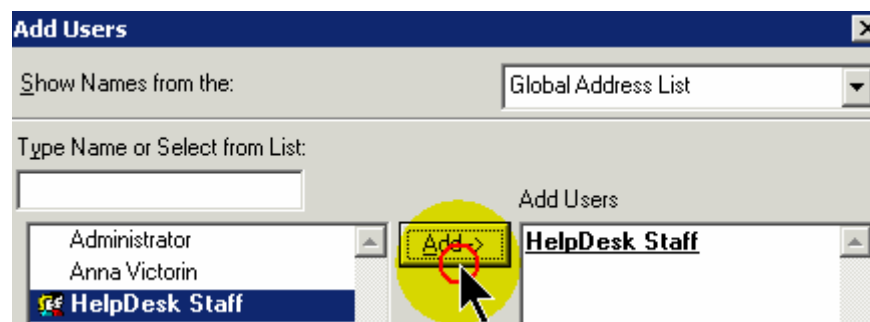 Add Users
Show Names from the:
Global Address List
Type Name or Select from List:
Add Users
Administrator
Add ->
HelpDesk Staff
Anna Victorin
HelpDesk Staff